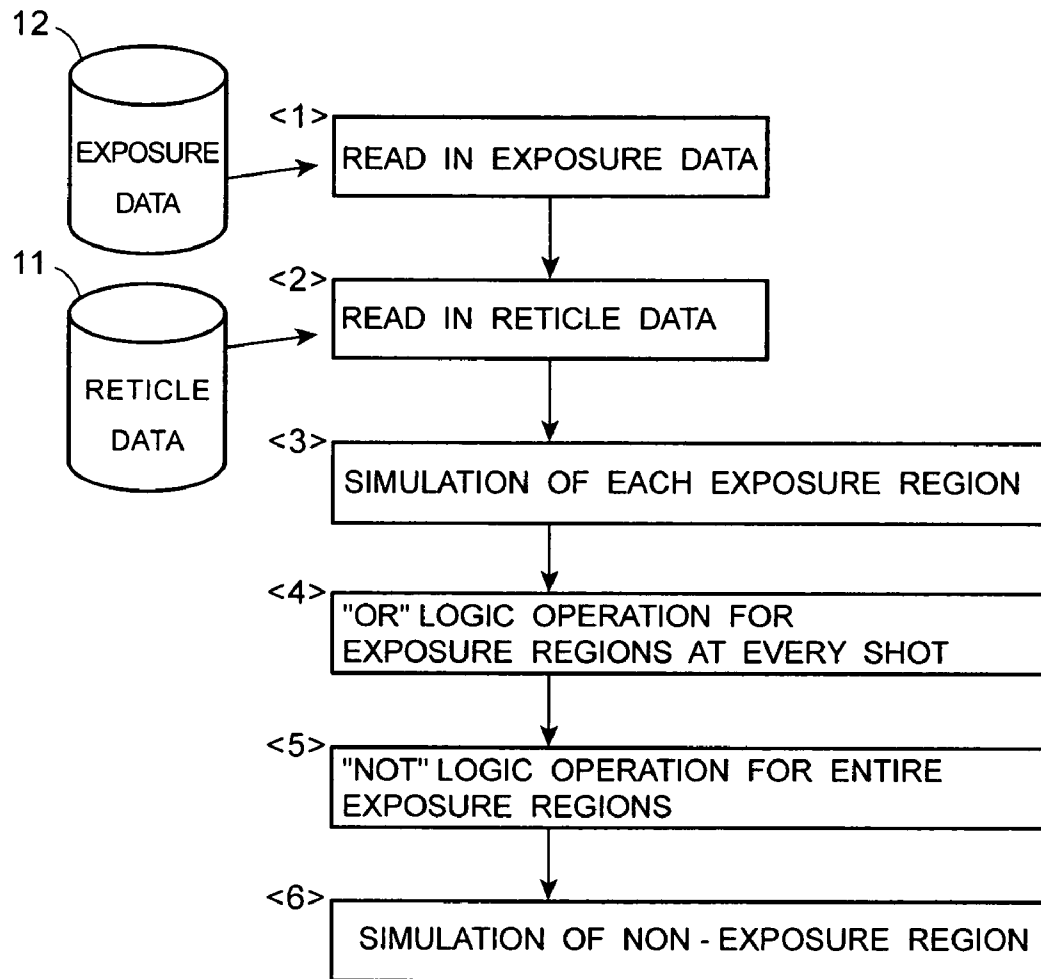 12
EXPOSURE
DATA
<1>
READ IN EXPOSURE DATA
11
RETICLE
DATA
<2>
READ IN RETICLE DATA
<3>
SIMULATION OF EACH EXPOSURE REGION
<4>
"OR" LOGIC OPERATION FOR
EXPOSURE REGIONS AT EVERY SHOT
<5>
"NOT" LOGIC OPERATION FOR ENTIRE
EXPOSURE REGIONS
<6>
SIMULATION OF NON - EXPOSURE REGION